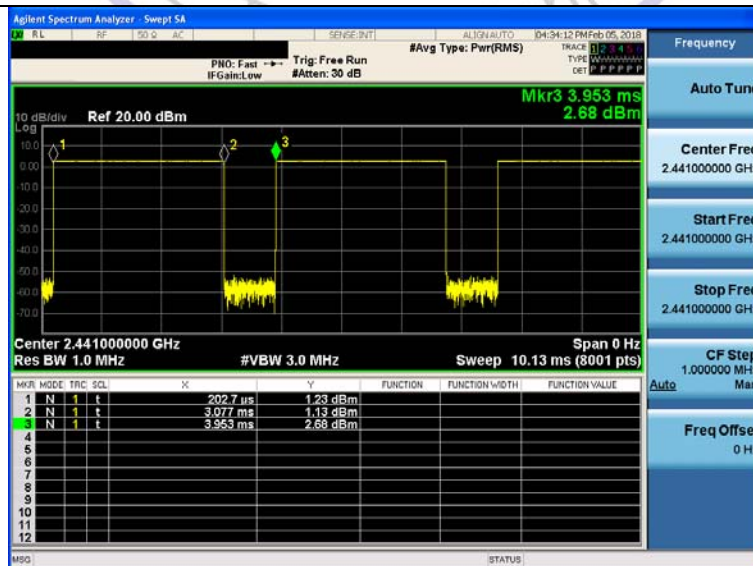 Agilent Spectrum Analyzer - Swept SA
RL RF 50 Ω AC SENSE:INT ALIGNAUTO 04:34:12 PM Feb 05, 2018
#Avg Type: Pwr(RMS) TRACE 1 2 3 4 5 6
PNO: Fast Trig: Free Run TYPE
IFGain:Low #Atten: 30 dB DET P P P P P P
Mkr3 3.953 ms
10 dB/div Ref 20.00 dBm 2.68 dBm
Log
10.0
0.00
-10.0
-20.0
-30.0
-40.0
-50.0
-60.0
-70.0
1 2 3
Center 2.441000000 GHz Span 0 Hz
Res BW 1.0 MHz #VBW 3.0 MHz Sweep 10.13 ms (8001 pts)
MKR MODE TRC SCL X Y FUNCTION FUNCTION WIDTH FUNCTION VALUE
1 N 1 t 202.7 us 1.23 dBm
2 N 1 t 3.077 ms 1.13 dBm
3 N 1 t 3.953 ms 2.68 dBm
4
5
6
7
8
9
10
11
12
MSG STATUS
Frequency
Auto Tun
Center Fre
2.441000000 GH
Start Fre
2.441000000 GH
Stop Fre
2.441000000 GH
CF Ste
1.000000 MH
Auto Ma
Freq Offse
0 H